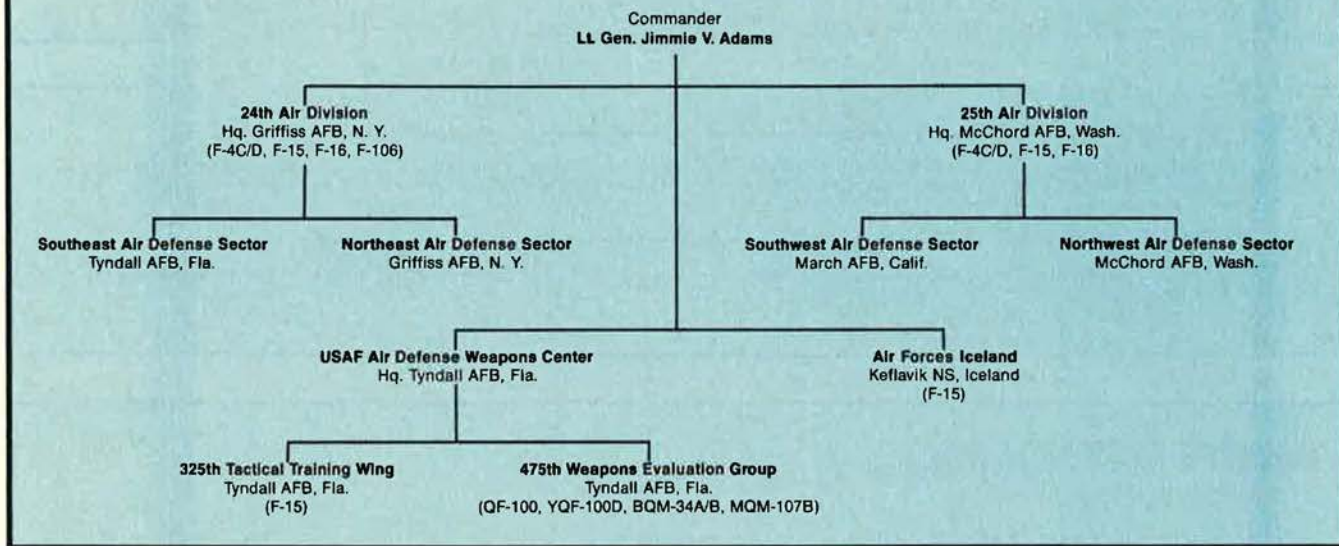 Commander
Lt. Gen. Jimmie V. Adams
24th Air Division
Hq. Griffiss AFB, N. Y.
(F-4C/D, F-15, F-16, F-106)
25th Air Division
Hq. McChord AFB, Wash.
(F-4C/D, F-15, F-16)
Southeast Air Defense Sector
Tyndall AFB, Fla.
Northeast Air Defense Sector
Griffiss AFB, N. Y.
Southwest Air Defense Sector
March AFB, Calif.
Northwest Air Defense Sector
McChord AFB, Wash.
USAF Air Defense Weapons Center
Hq. Tyndall AFB, Fla.
Air Forces Iceland
Keflavik NS, Iceland
(F-15)
325th Tactical Training Wing
Tyndall AFB, Fla.
(F-15)
475th Weapons Evaluation Group
Tyndall AFB, Fla.
(QF-100, YQF-100D, BQM-34A/B, MQM-107B)